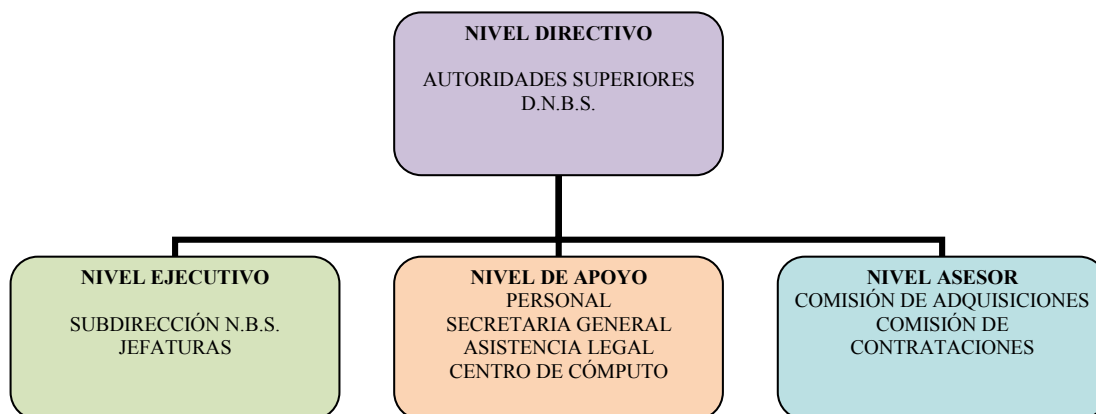 NIVEL DIRECTIVO
AUTORIDADES SUPERIORES
D.N.B.S.
NIVEL EJECUTIVO
SUBDIRECCIÓN N.B.S.
JEFATURAS
NIVEL DE APOYO
PERSONAL
SECRETARIA GENERAL
ASISTENCIA LEGAL
CENTRO DE CÓMPUTO
NIVEL ASESOR
COMISIÓN DE ADQUISICIONES
COMISIÓN DE
CONTRATACIONES